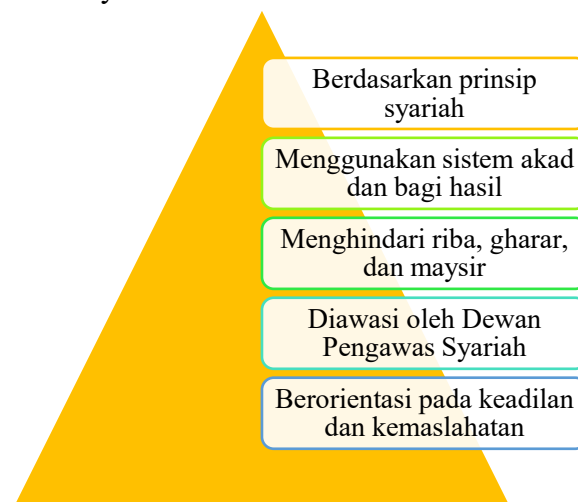 Berdasarkan prinsip
syariah
Menggunakan sistem akad
dan bagi hasil
Menghindari riba, gharar,
dan maysir
Diawasi oleh Dewan
Pengawas Syariah
Berorientasi pada keadilan
dan kemaslahatan